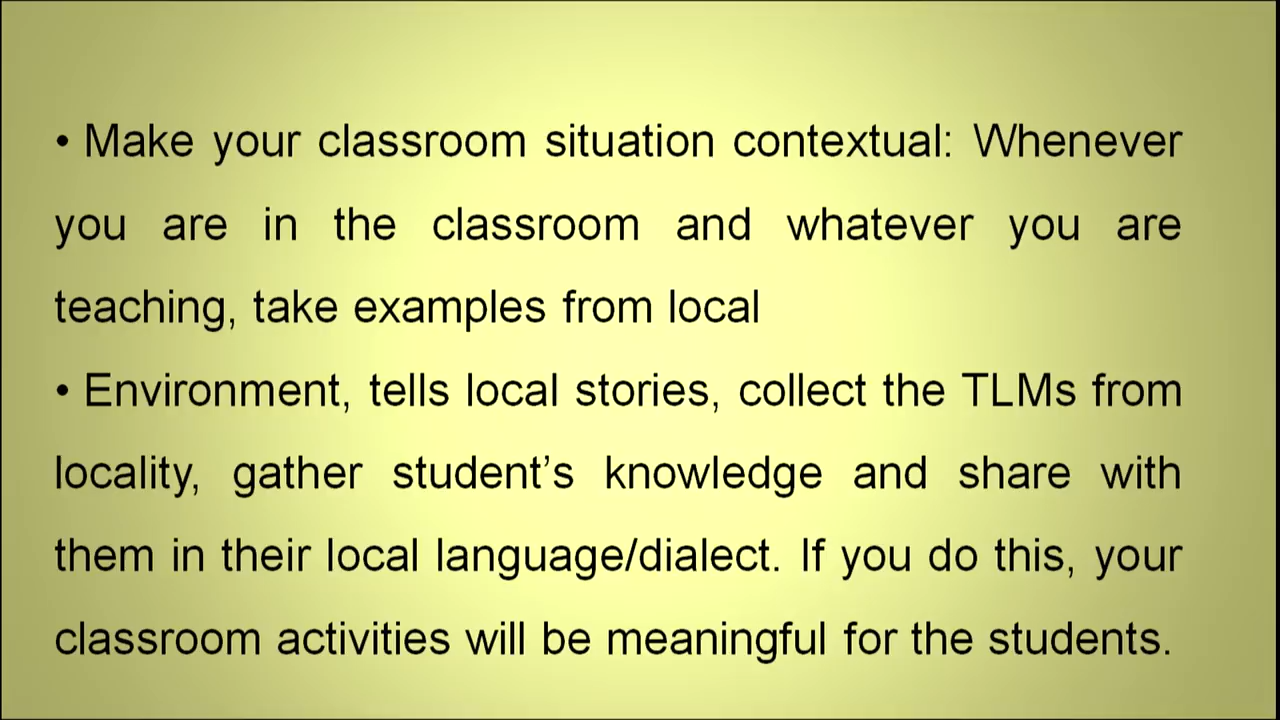 • Make your classroom situation contextual: Whenever
you are in the classroom and whatever you are
teaching, take examples from local
• Environment, tells local stories, collect the TLMs from
locality, gather student’s knowledge and share with
them in their local language/dialect. If you do this, your
classroom activities will be meaningful for the students.